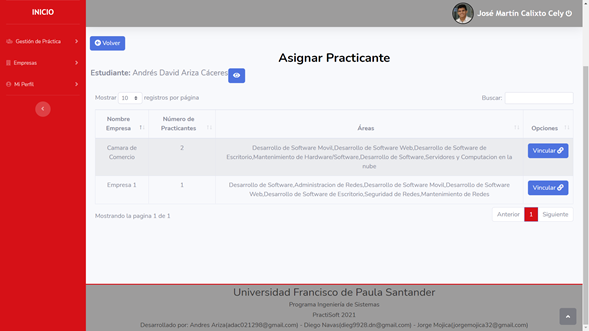 INICIO
José Martín Calixto Cely
Gestión de Práctica
Empresas
Mi Perfil
Volver
Asignar Practicante
Estudiante: Andrés David Ariza Cáceres
Mostrar 10 registros por página
Buscar:
Nombre Empresa
Número de Practicantes
Áreas
Opciones
Camara de Comercio
2
Desarrollo de Software Movil,Desarrollo de Software Web,Desarrollo de Software de
Escritorio,Mantenimiento de Hardware/Software,Desarrollo de Software,Servidores y Computacion en la
nube
Vincular
Empresa 1
1
Desarrollo de Software,Administracion de Redes,Desarrollo de Software Movil,Desarrollo de Software
Web,Desarrollo de Software de Escritorio,Seguridad de Redes,Mantenimiento de Redes
Vincular
Mostrando la pagina 1 de 1
Anterior 1 Siguiente
Universidad Francisco de Paula Santander
Programa Ingeniería de Sistemas
PractiSoft 2021
Desarrollado por: Andres Ariza(adac021298@gmail.com) - Diego Navas(dieg9928.dn@gmail.com) - Jorge Mojica(jorgemojica32@gmail.com)